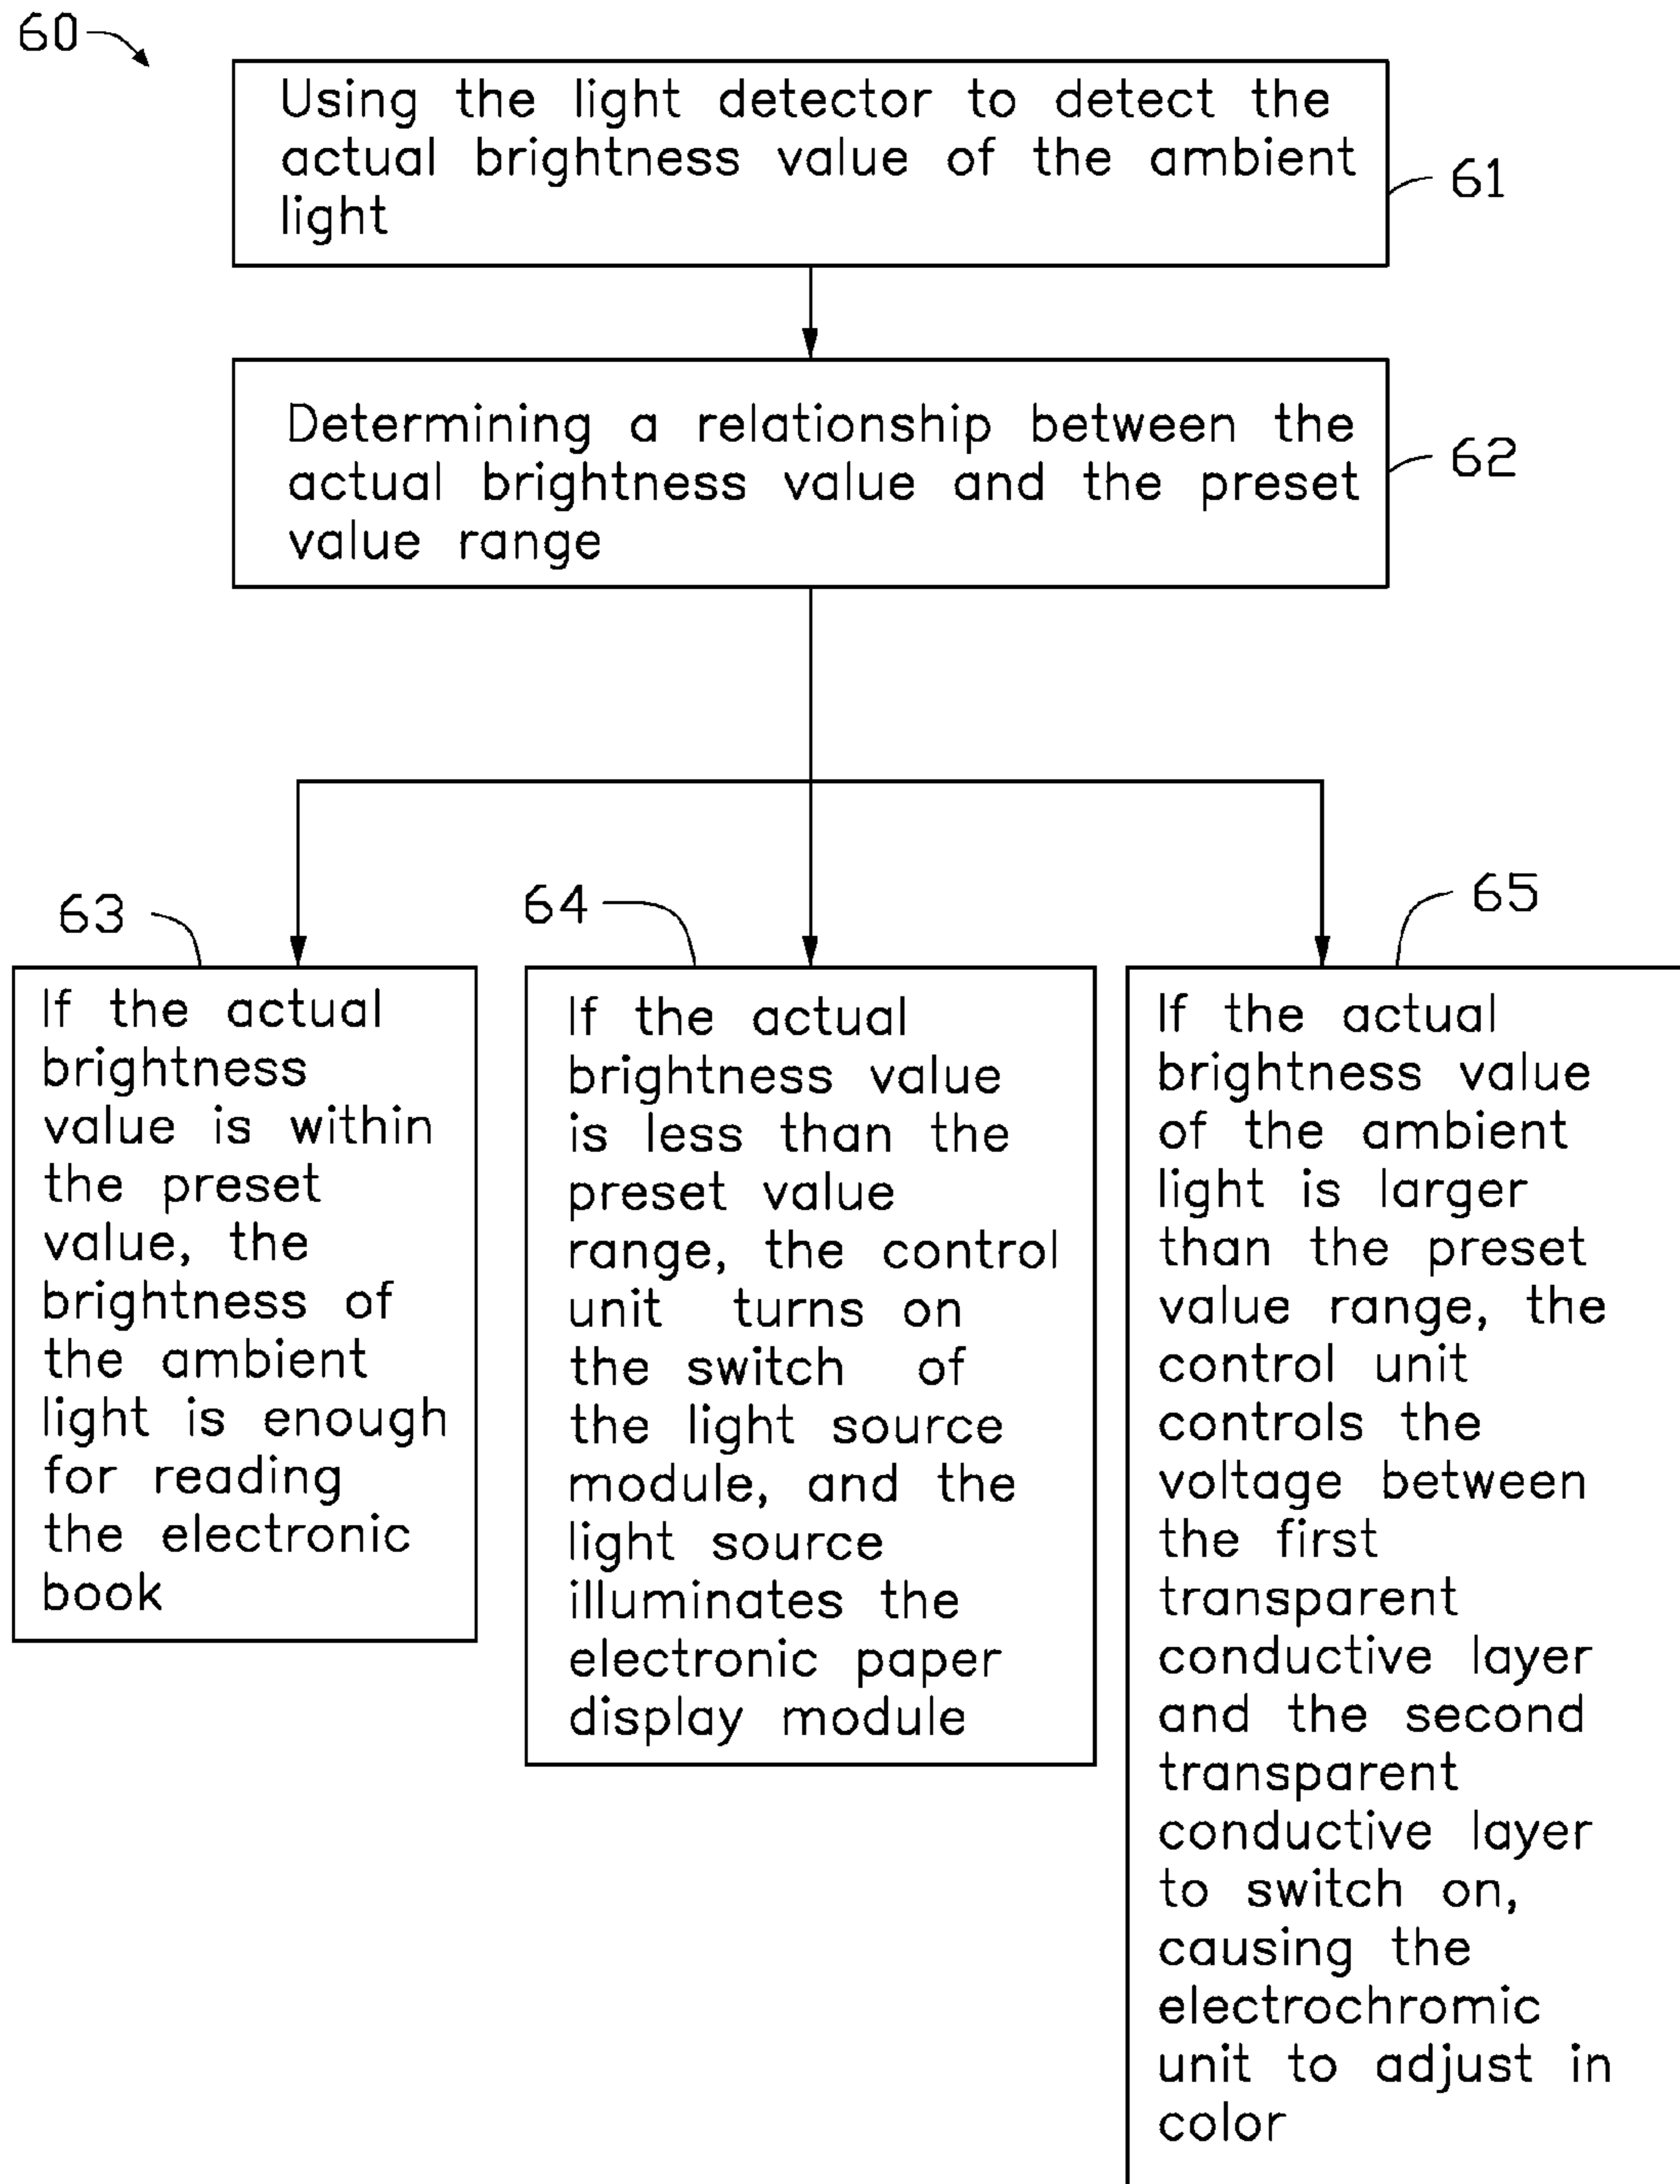 60
Using the light detector to detect the
actual brightness value of the ambient
light
61
Determining a relationship between the
actual brightness value and the preset
value range
62
63
If the actual
brightness
value is within
the preset
value, the
brightness of
the ambient
light is enough
for reading
the electronic
book
64
If the actual
brightness value
is less than the
preset value
range, the control
unit turns on
the switch of
the light source
module, and the
light source
illuminates the
electronic paper
display module
65
If the actual
brightness value
of the ambient
light is larger
than the preset
value range, the
control unit
controls the
voltage between
the first
transparent
conductive layer
and the second
transparent
conductive layer
to switch on,
causing the
electrochromic
unit to adjust in
color